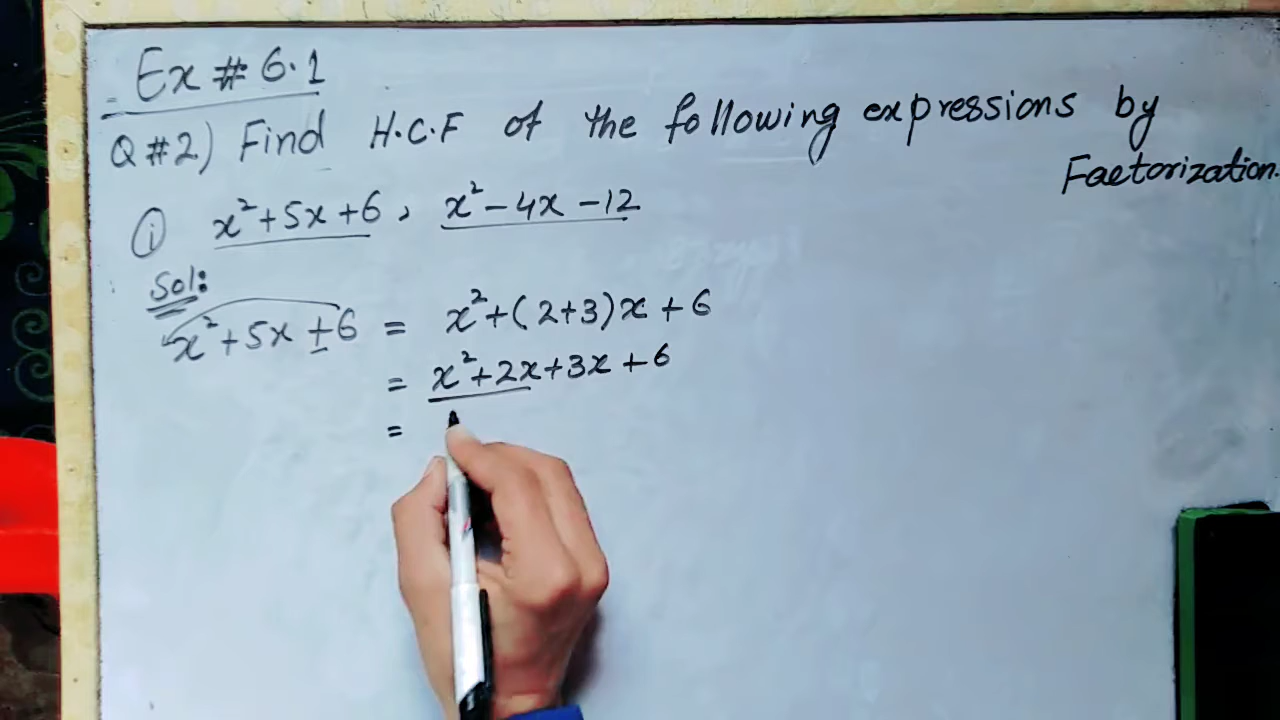 Ex # 6.1
Q #2) Find H.C.F of the following expressions by
Factorization.
i x²+5x+6, x²-4x-12
Sol:
x²+5x+6 = x²+(2+3)x+6
= x²+2x+3x+6
=